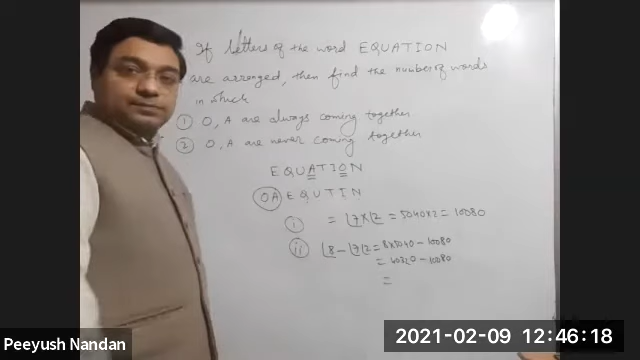 If letters of the word EQUATION
are arranged, then find the number of words
in which
① O, A are always coming together
② O, A are never coming together
EQUATION
OA EQUTIN
i = ⌊7 × ⌊2 = 5040×2 = 10080
ii ⌊8 - ⌊7⌊2 = 8×5040 - 10080
= 40320 - 10080
=
Peeyush Nandan
2021-02-09 12:46:18